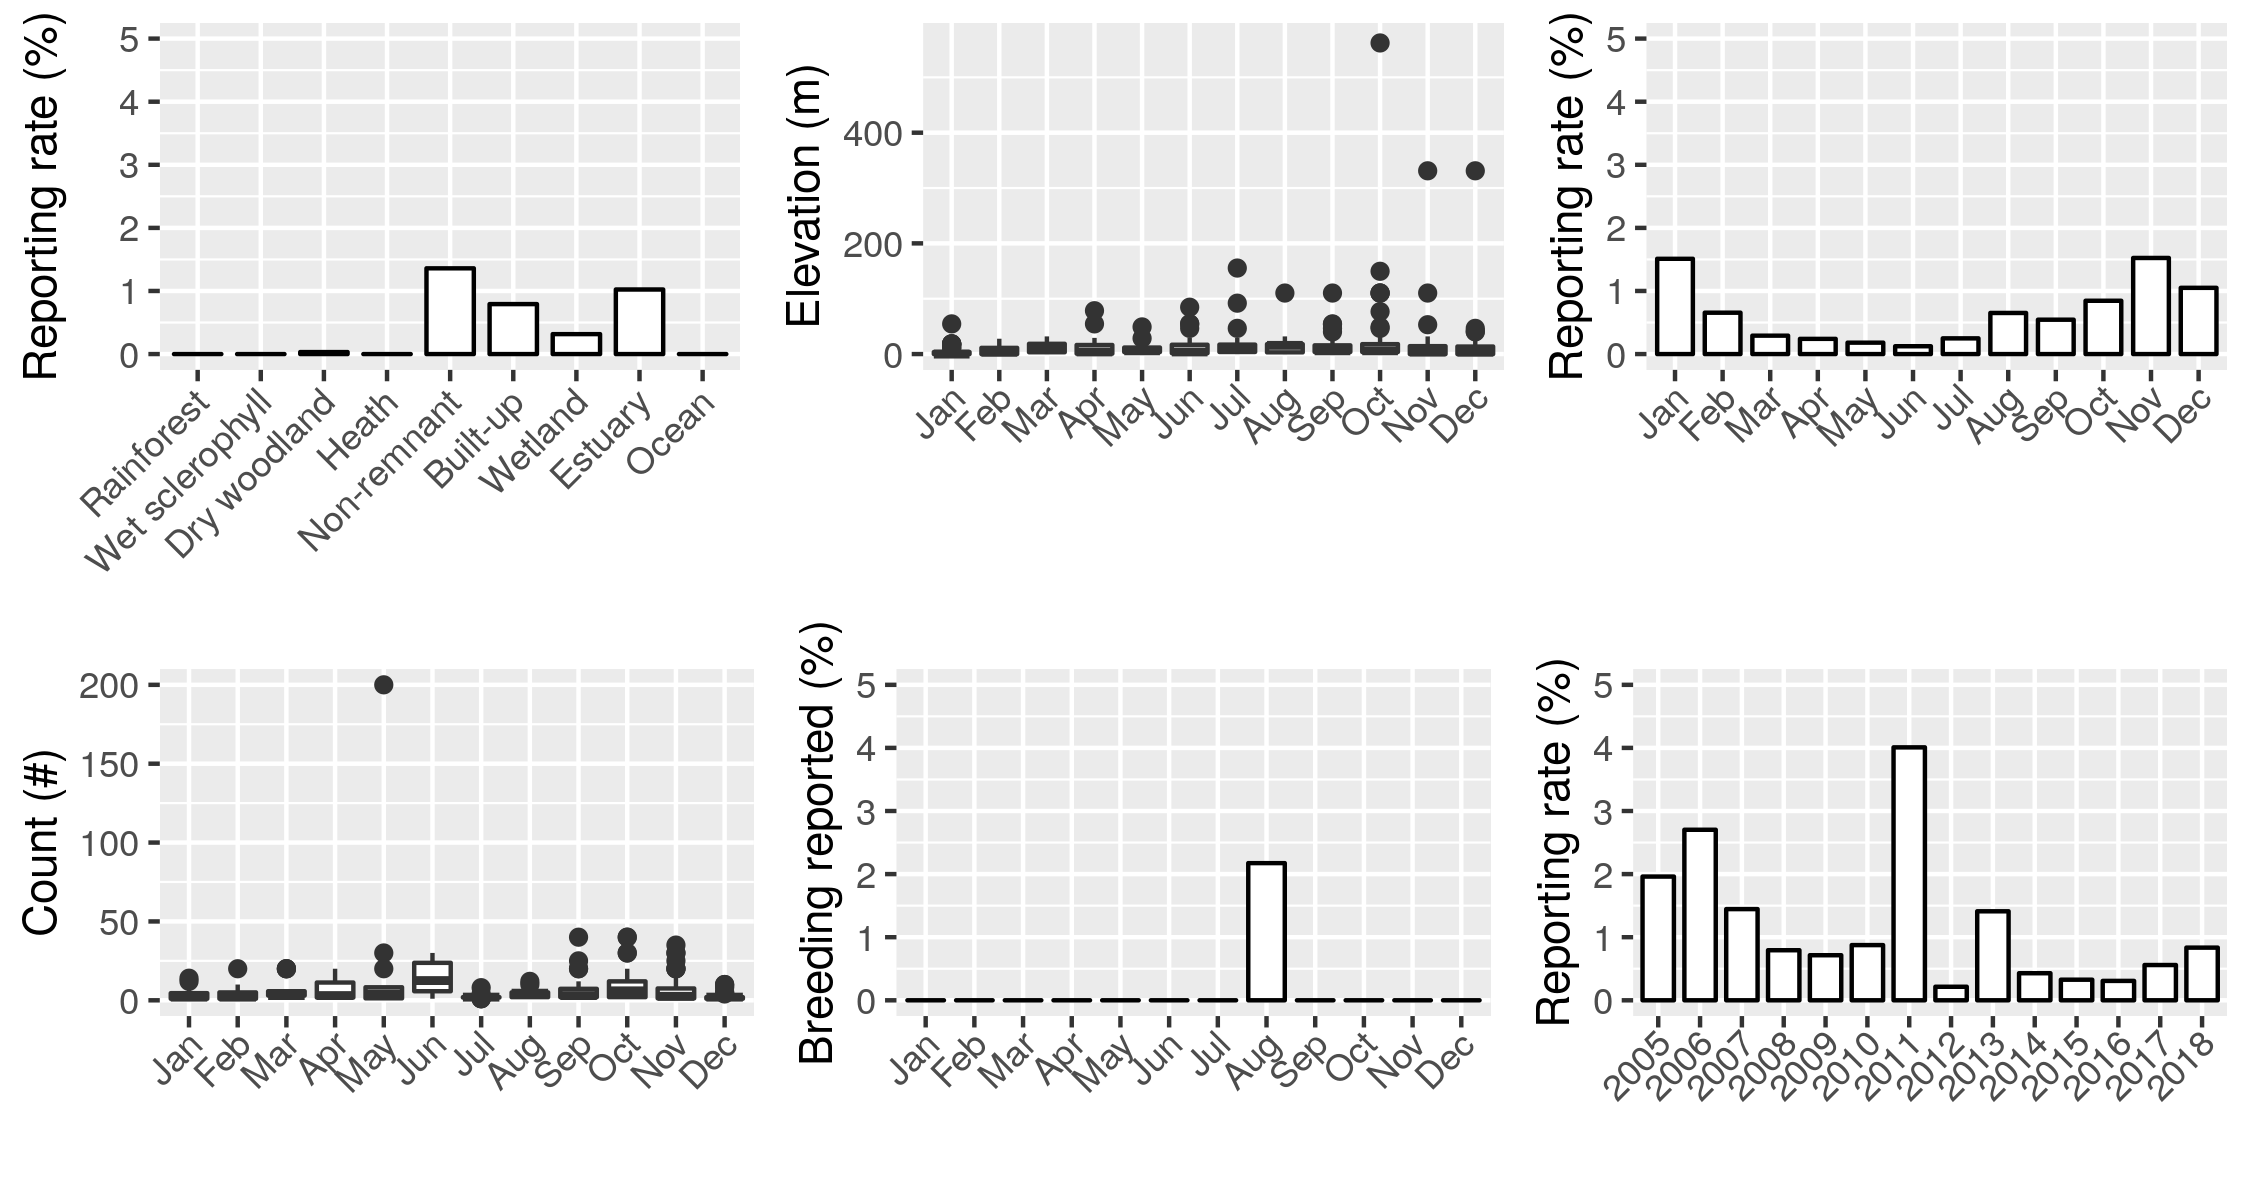 Reporting rate (%)
5
4
3
2
1
0
Rainforest
Wet sclerophyll
Dry woodland
Heath
Non-remnant
Built-up
Wetland
Estuary
Ocean
Elevation (m)
400
200
0
Jan
Feb
Mar
Apr
May
Jun
Jul
Aug
Sep
Oct
Nov
Dec
Reporting rate (%)
5
4
3
2
1
0
Jan
Feb
Mar
Apr
May
Jun
Jul
Aug
Sep
Oct
Nov
Dec
Count (#)
200
150
100
50
0
Jan
Feb
Mar
Apr
May
Jun
Jul
Aug
Sep
Oct
Nov
Dec
Breeding reported (%)
5
4
3
2
1
0
Jan
Feb
Mar
Apr
May
Jun
Jul
Aug
Sep
Oct
Nov
Dec
Reporting rate (%)
5
4
3
2
1
0
2005
2006
2007
2008
2009
2010
2011
2012
2013
2014
2015
2016
2017
2018